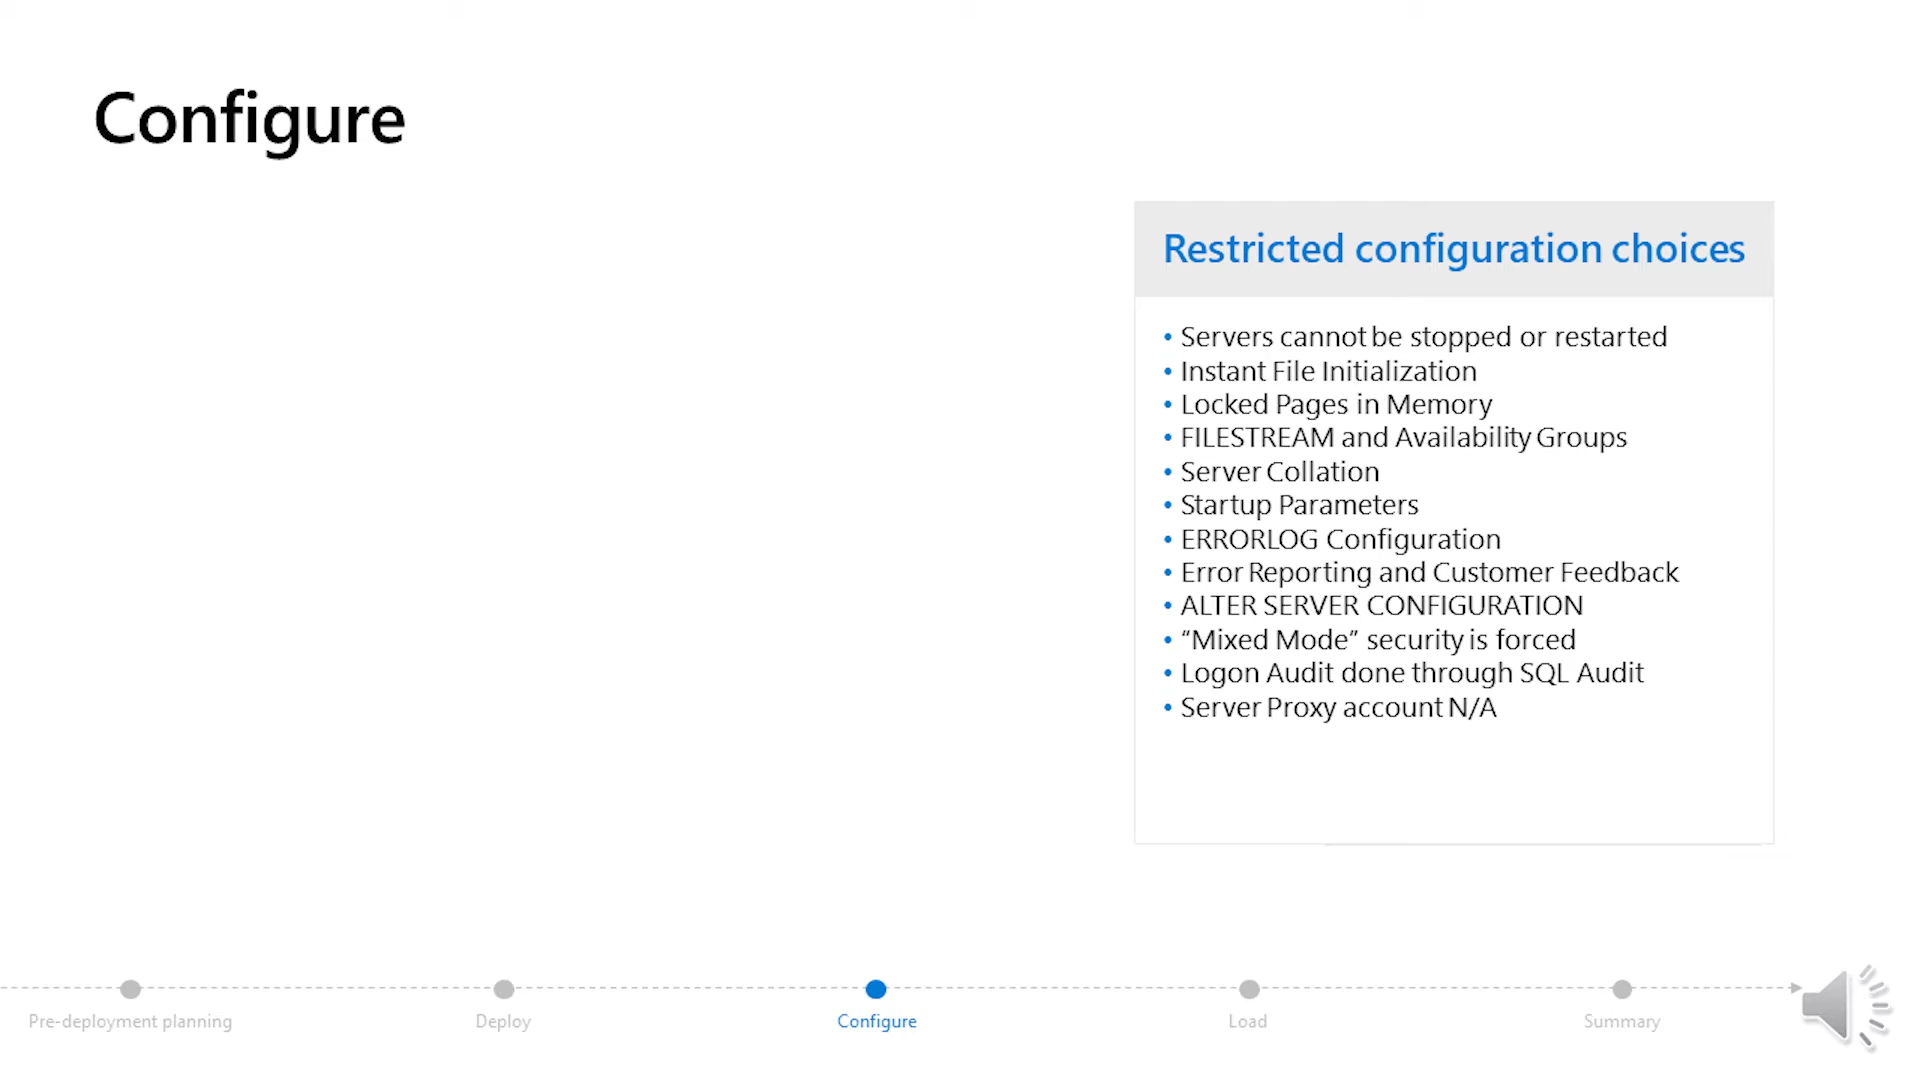 Configure
Restricted configuration choices
• Servers cannot be stopped or restarted
• Instant File Initialization
• Locked Pages in Memory
• FILESTREAM and Availability Groups
• Server Collation
• Startup Parameters
• ERRORLOG Configuration
• Error Reporting and Customer Feedback
• ALTER SERVER CONFIGURATION
• “Mixed Mode” security is forced
• Logon Audit done through SQL Audit
• Server Proxy account N/A
Pre-deployment planning
Deploy
Configure
Load
Summary